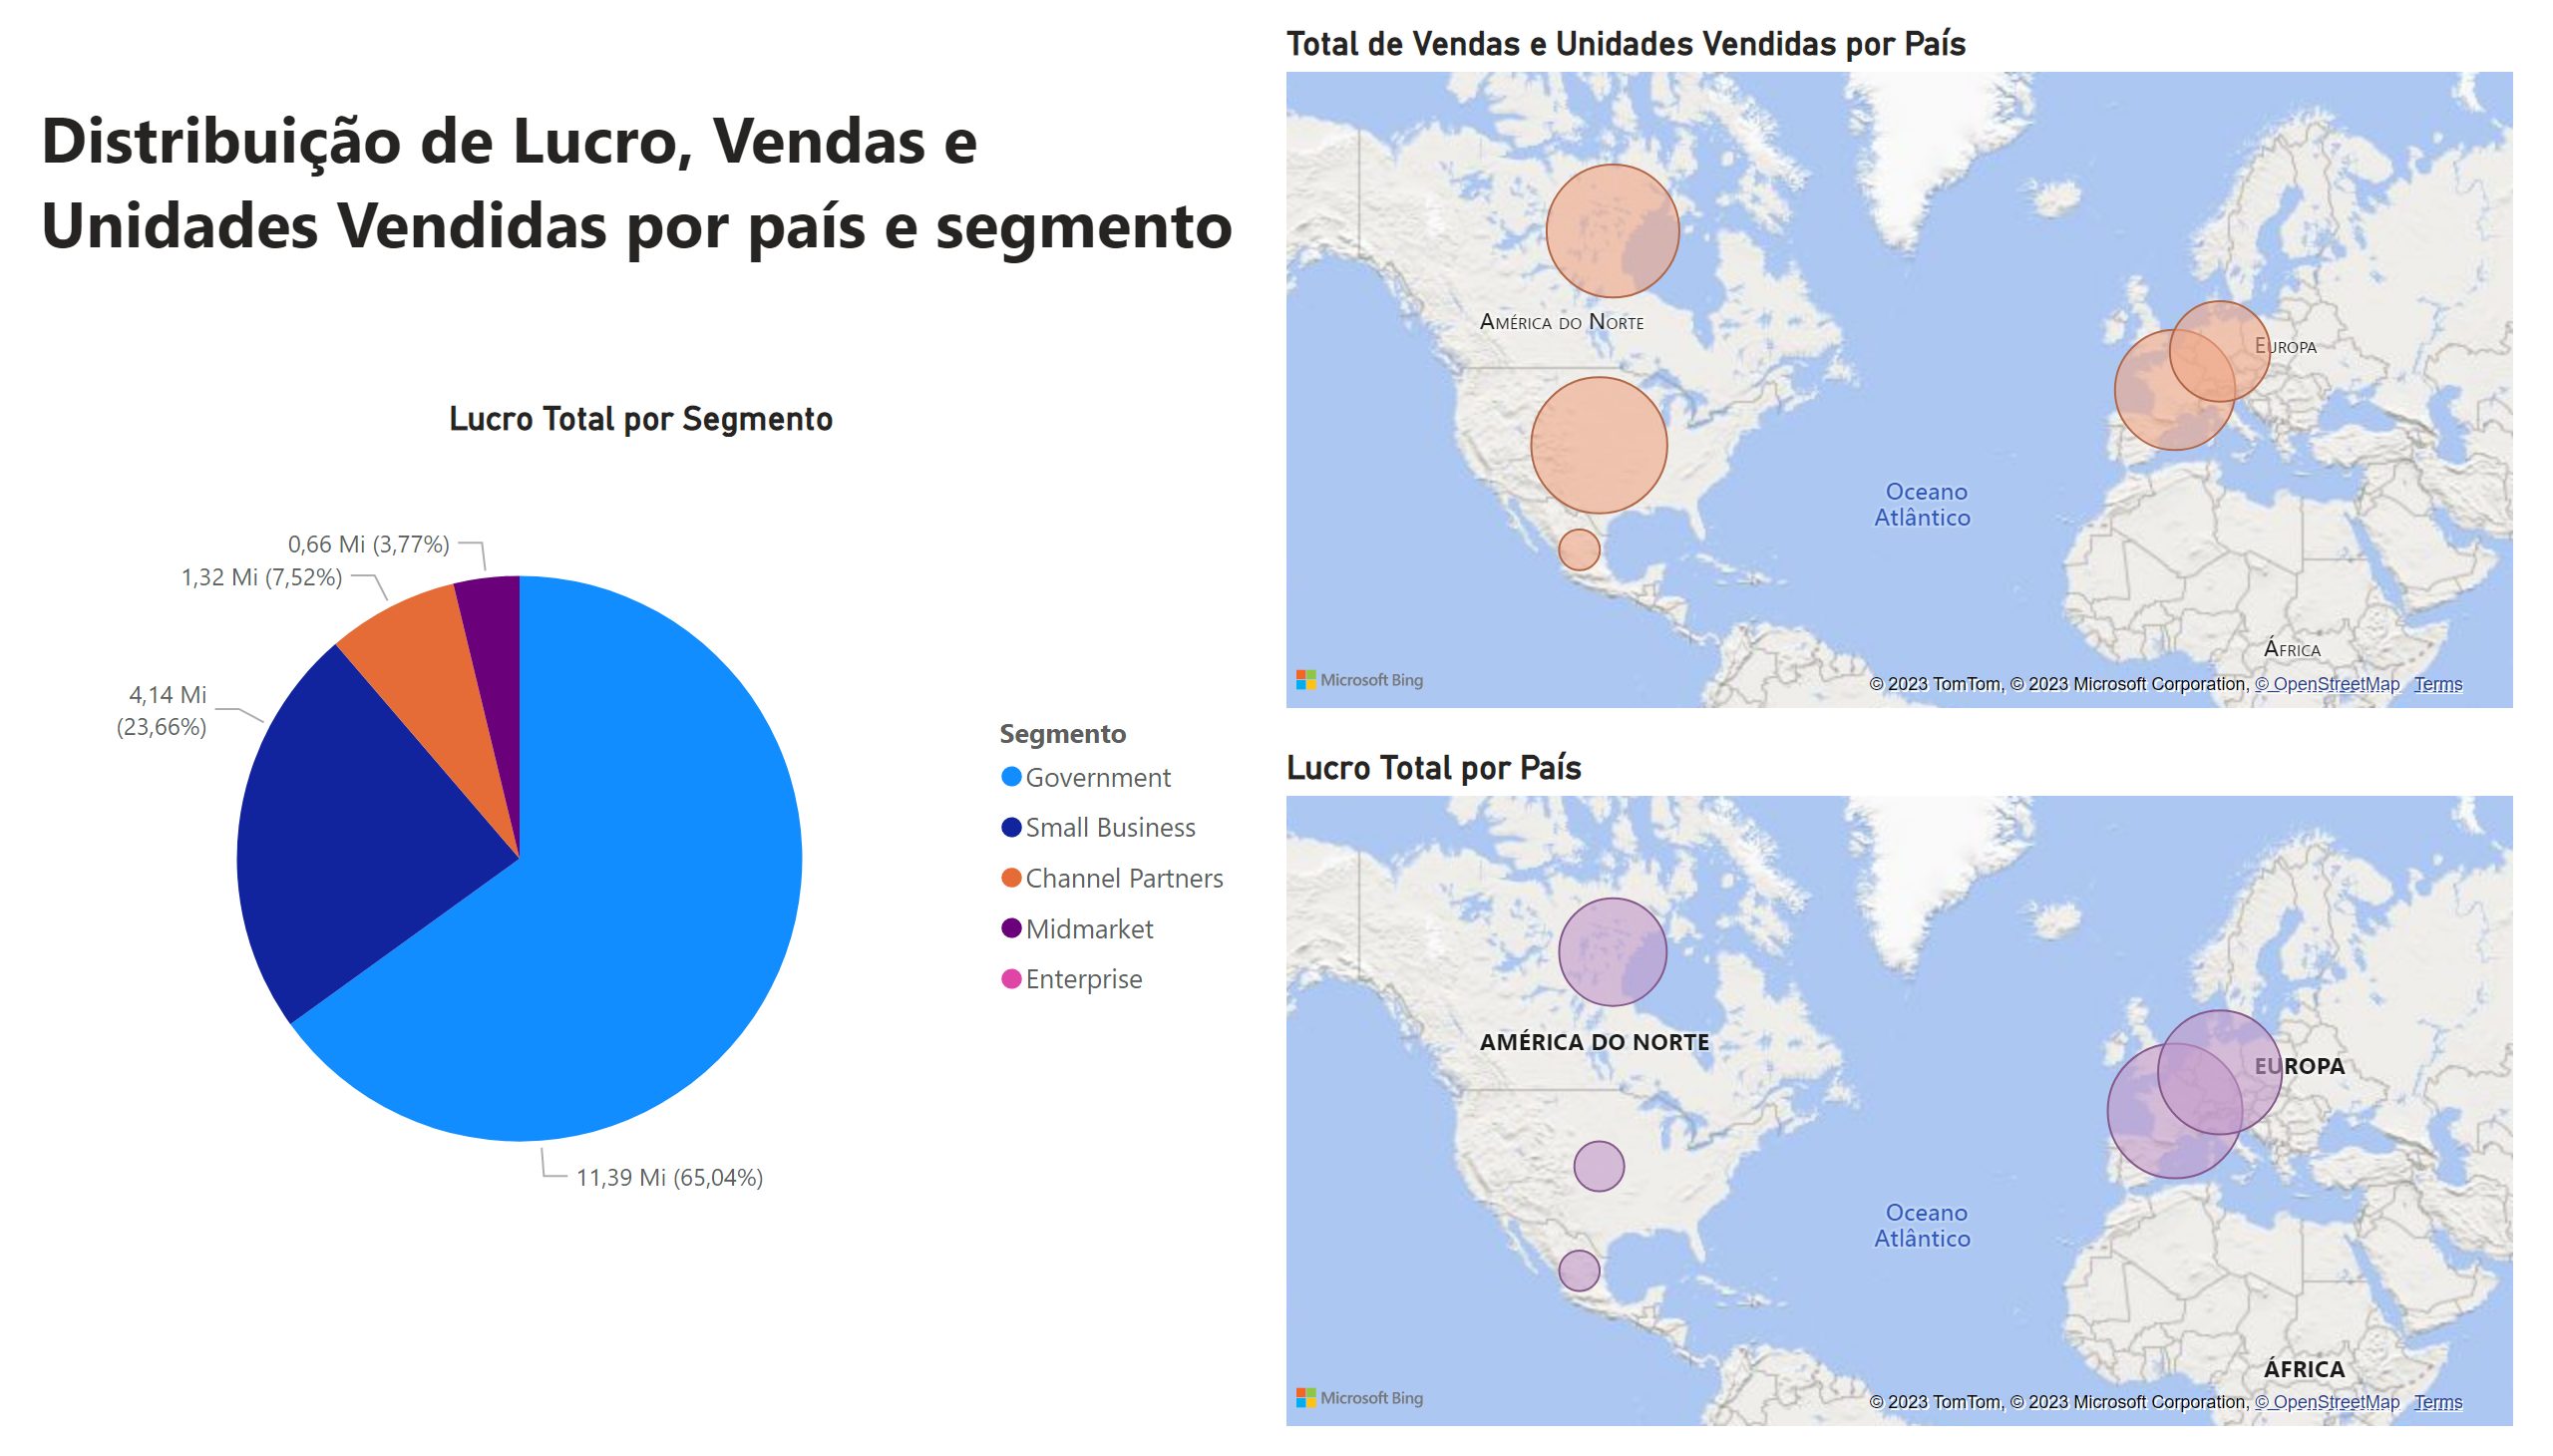 Distribuição de Lucro, Vendas e
Unidades Vendidas por país e segmento
Lucro Total por Segmento
0,66 Mi (3,77%)
1,32 Mi (7,52%)
4,14 Mi
(23,66%)
11,39 Mi (65,04%)
Segmento
Government
Small Business
Channel Partners
Midmarket
Enterprise
Total de Vendas e Unidades Vendidas por País
América do Norte
Europa
Oceano
Atlântico
África
Microsoft Bing
© 2023 TomTom, © 2023 Microsoft Corporation, © OpenStreetMap Terms
Lucro Total por País
AMÉRICA DO NORTE
EUROPA
Oceano
Atlântico
ÁFRICA
Microsoft Bing
© 2023 TomTom, © 2023 Microsoft Corporation, © OpenStreetMap Terms